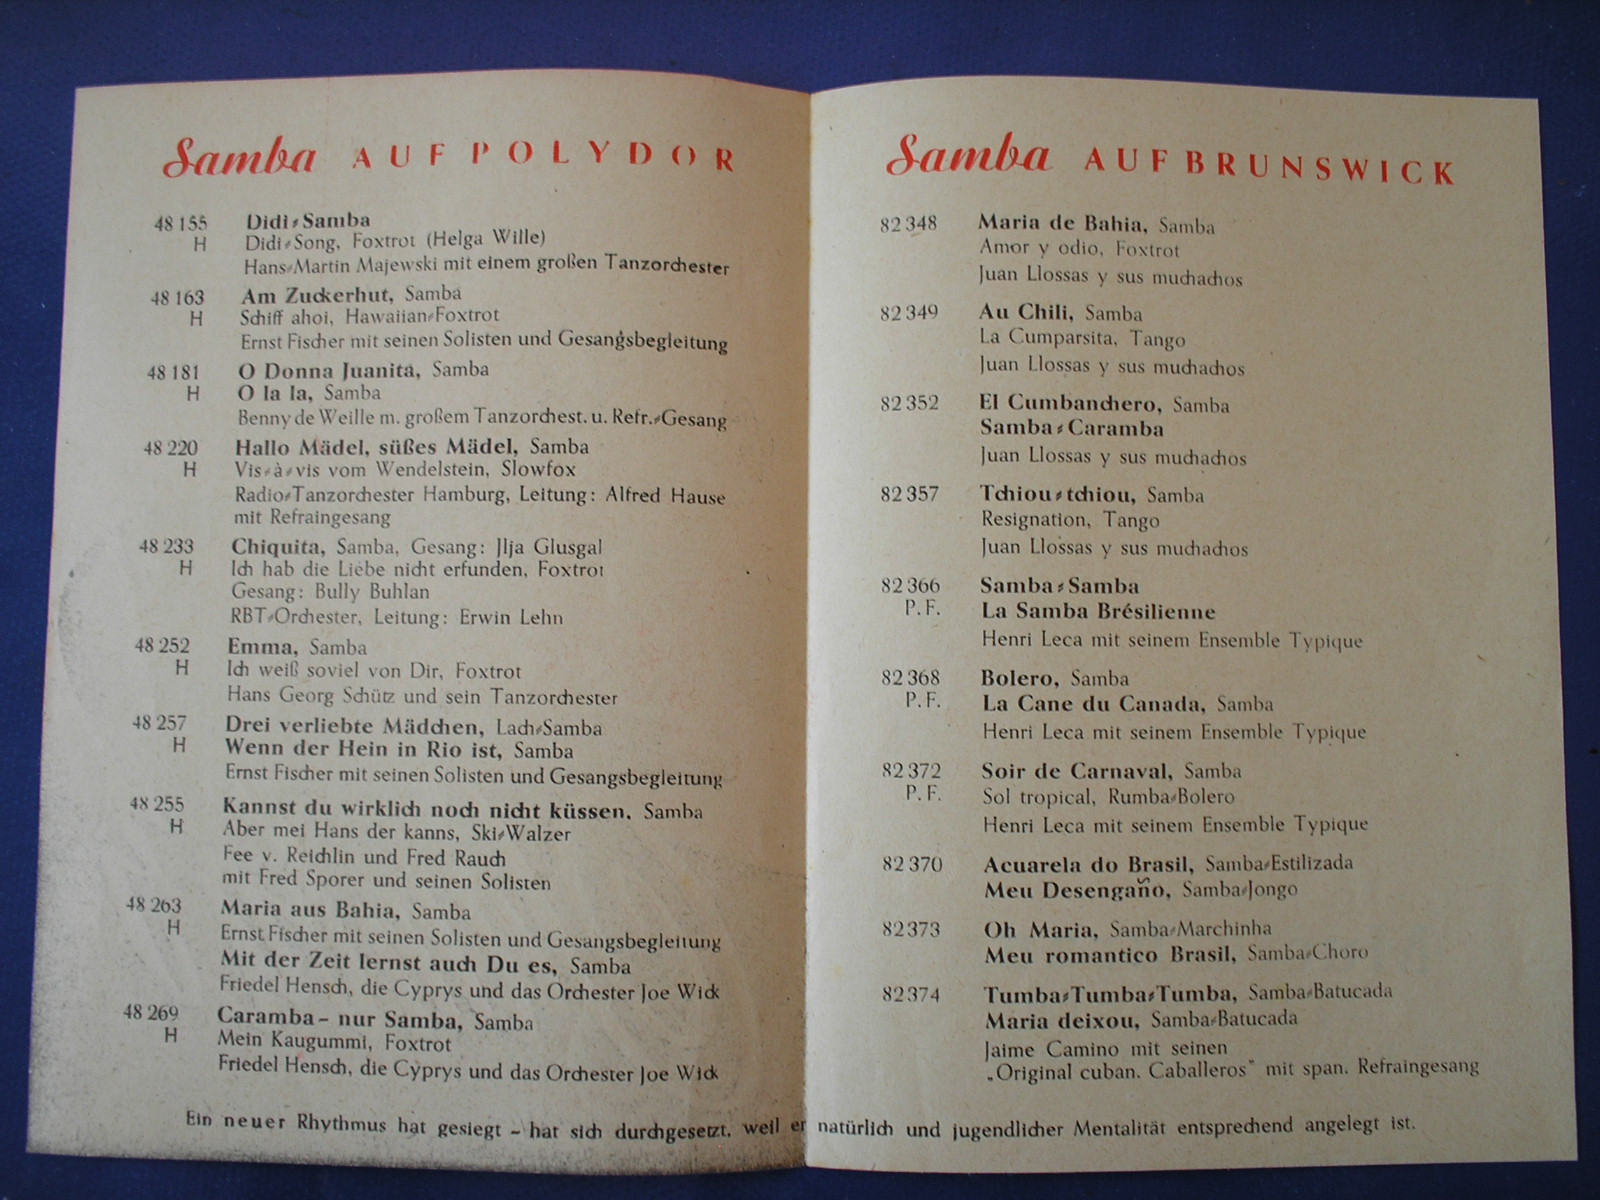 Samba AUF POLYDOR
48 155 Didi-Samba
H Didi-Song, Foxtrot (Helga Wille)
Hans-Martin Majewski mit einem großen Tanzorchester
48 163 Am Zuckerhut, Samba
H Schiff ahoi, Hawaiian-Foxtrot
Ernst Fischer mit seinen Solisten und Gesangsbegleitung
48 181 O Donna Juanita, Samba
H O la la, Samba
Benny de Weille m. großem Tanzorchest. u. Refr.-Gesang
48 220 Hallo Mädel, süßes Mädel, Samba
H Vis-à-vis vom Wendelstein, Slowfox
Radio-Tanzorchester Hamburg, Leitung: Alfred Hause
mit Refraingesang
48 233 Chiquita, Samba, Gesang: Jlja Glusgal
H Ich hab die Liebe nicht erfunden, Foxtrot
Gesang: Bully Buhlan
RBT-Orchester, Leitung: Erwin Lehn
48 252 Emma, Samba
H Ich weiß soviel von Dir, Foxtrot
Hans Georg Schütz und sein Tanzorchester
48 257 Drei verliebte Mädchen, Lach-Samba
H Wenn der Hein in Rio ist, Samba
Ernst Fischer mit seinen Solisten und Gesangsbegleitung
48 255 Kannst du wirklich noch nicht küssen, Samba
H Aber mei Hans der kanns, Ski-Walzer
Fee v. Reichlin und Fred Rauch
mit Fred Sporer und seinen Solisten
48 263 Maria aus Bahia, Samba
H Ernst Fischer mit seinen Solisten und Gesangsbegleitung
Mit der Zeit lernst auch Du es, Samba
Friedel Hensch, die Cyprys und das Orchester Joe Wick
48 269 Caramba – nur Samba, Samba
H Mein Kaugummi, Foxtrot
Friedel Hensch, die Cyprys und das Orchester Joe Wick
Samba AUF BRUNSWICK
82 348 Maria de Bahia, Samba
Amor y odio, Foxtrot
Juan Llossas y sus muchachos
82 349 Au Chili, Samba
La Cumparsita, Tango
Juan Llossas y sus muchachos
82 352 El Cumbanchero, Samba
Samba-Caramba
Juan Llossas y sus muchachos
82 357 Tchiou-tchiou, Samba
Resignation, Tango
Juan Llossas y sus muchachos
82 366 Samba-Samba
P. F. La Samba Brésilienne
Henri Leca mit seinem Ensemble Typique
82 368 Bolero, Samba
P. F. La Cane du Canada, Samba
Henri Leca mit seinem Ensemble Typique
82 372 Soir de Carnaval, Samba
P. F. Sol tropical, Rumba-Bolero
Henri Leca mit seinem Ensemble Typique
82 370 Acuarela do Brasil, Samba-Estilizada
Meu Desengaño, Samba-Jongo
82 373 Oh Maria, Samba-Marchinha
Meu romantico Brasil, Samba-Choro
82 374 Tumba-Tumba-Tumba, Samba-Batucada
Maria deixou, Samba-Batucada
Jaime Camino mit seinen
„Original cuban. Caballeros" mit span. Refraingesang
Ein neuer Rhythmus hat gesiegt – hat sich durchgesetzt, weil er natürlich und jugendlicher Mentalität entsprechend angelegt ist.